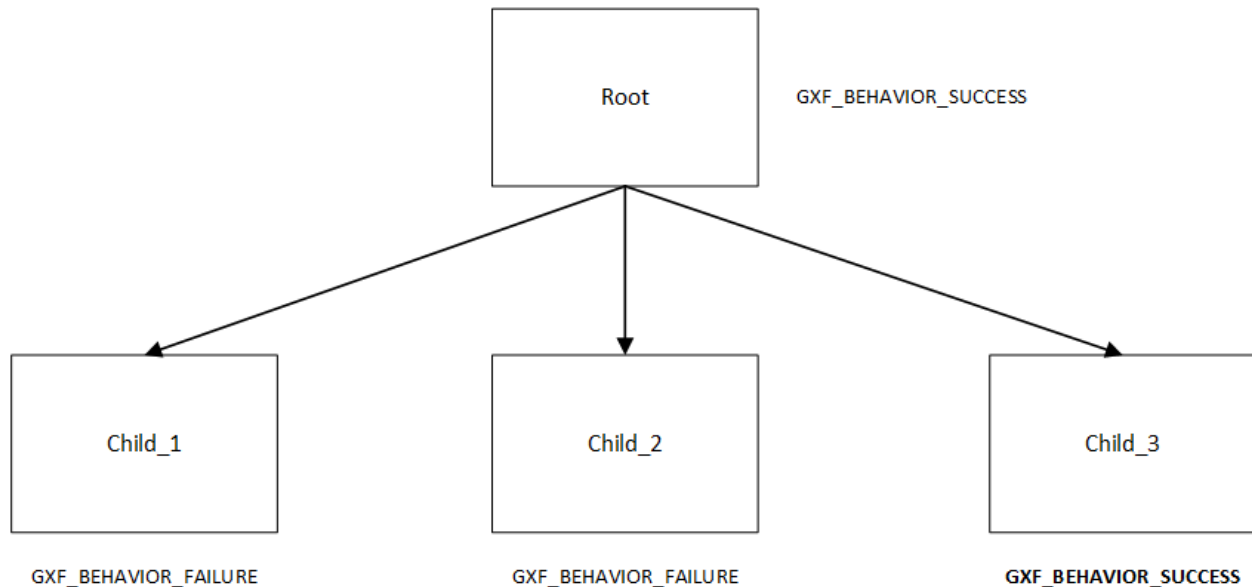 Root
GXF_BEHAVIOR_SUCCESS
Child_1
Child_2
Child_3
GXF_BEHAVIOR_FAILURE
GXF_BEHAVIOR_FAILURE
GXF_BEHAVIOR_SUCCESS